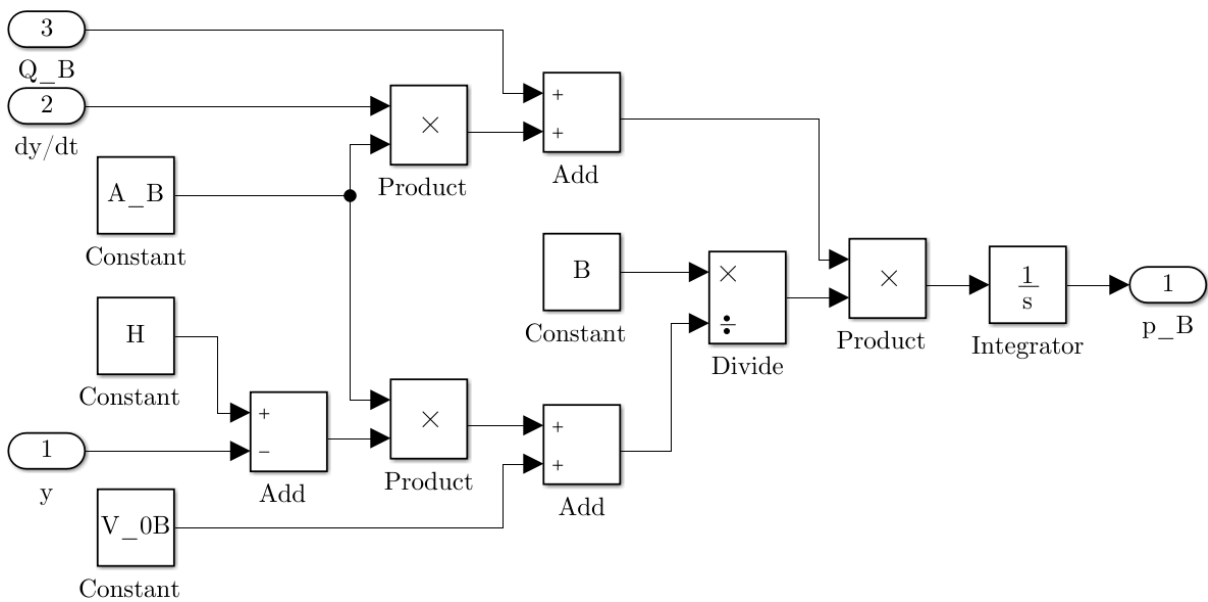 3
Q_B
2
dy/dt
×
Product
+
+
Add
A_B
Constant
B
Constant
×
÷
Divide
×
Product
1
s
Integrator
1
p_B
H
Constant
+
−
Add
×
Product
+
+
Add
1
y
V_0B
Constant